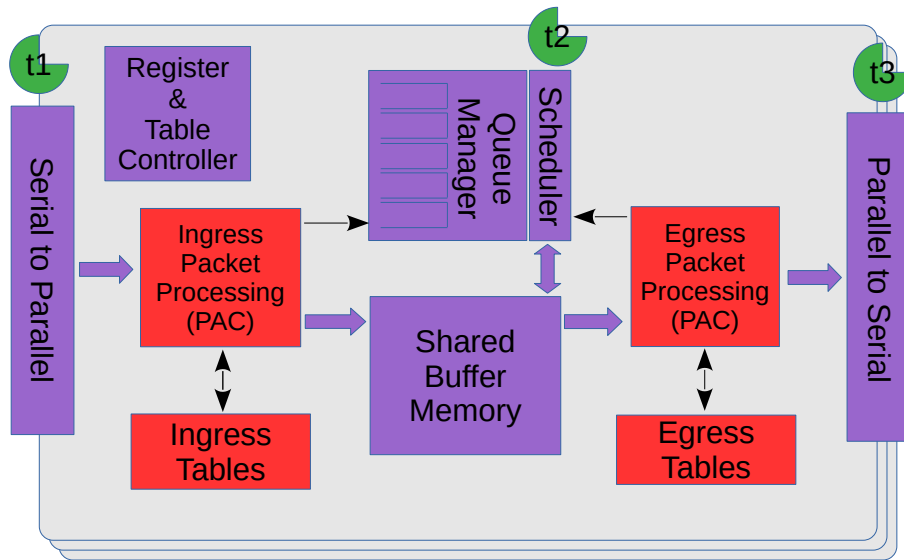 t1
t2
t3
Register
&
Table
Controller
Serial to Parallel
Queue
Manager
Scheduler
Parallel to Serial
Ingress
Packet
Processing
(PAC)
Egress
Packet
Processing
(PAC)
Shared
Buffer
Memory
Ingress
Tables
Egress
Tables